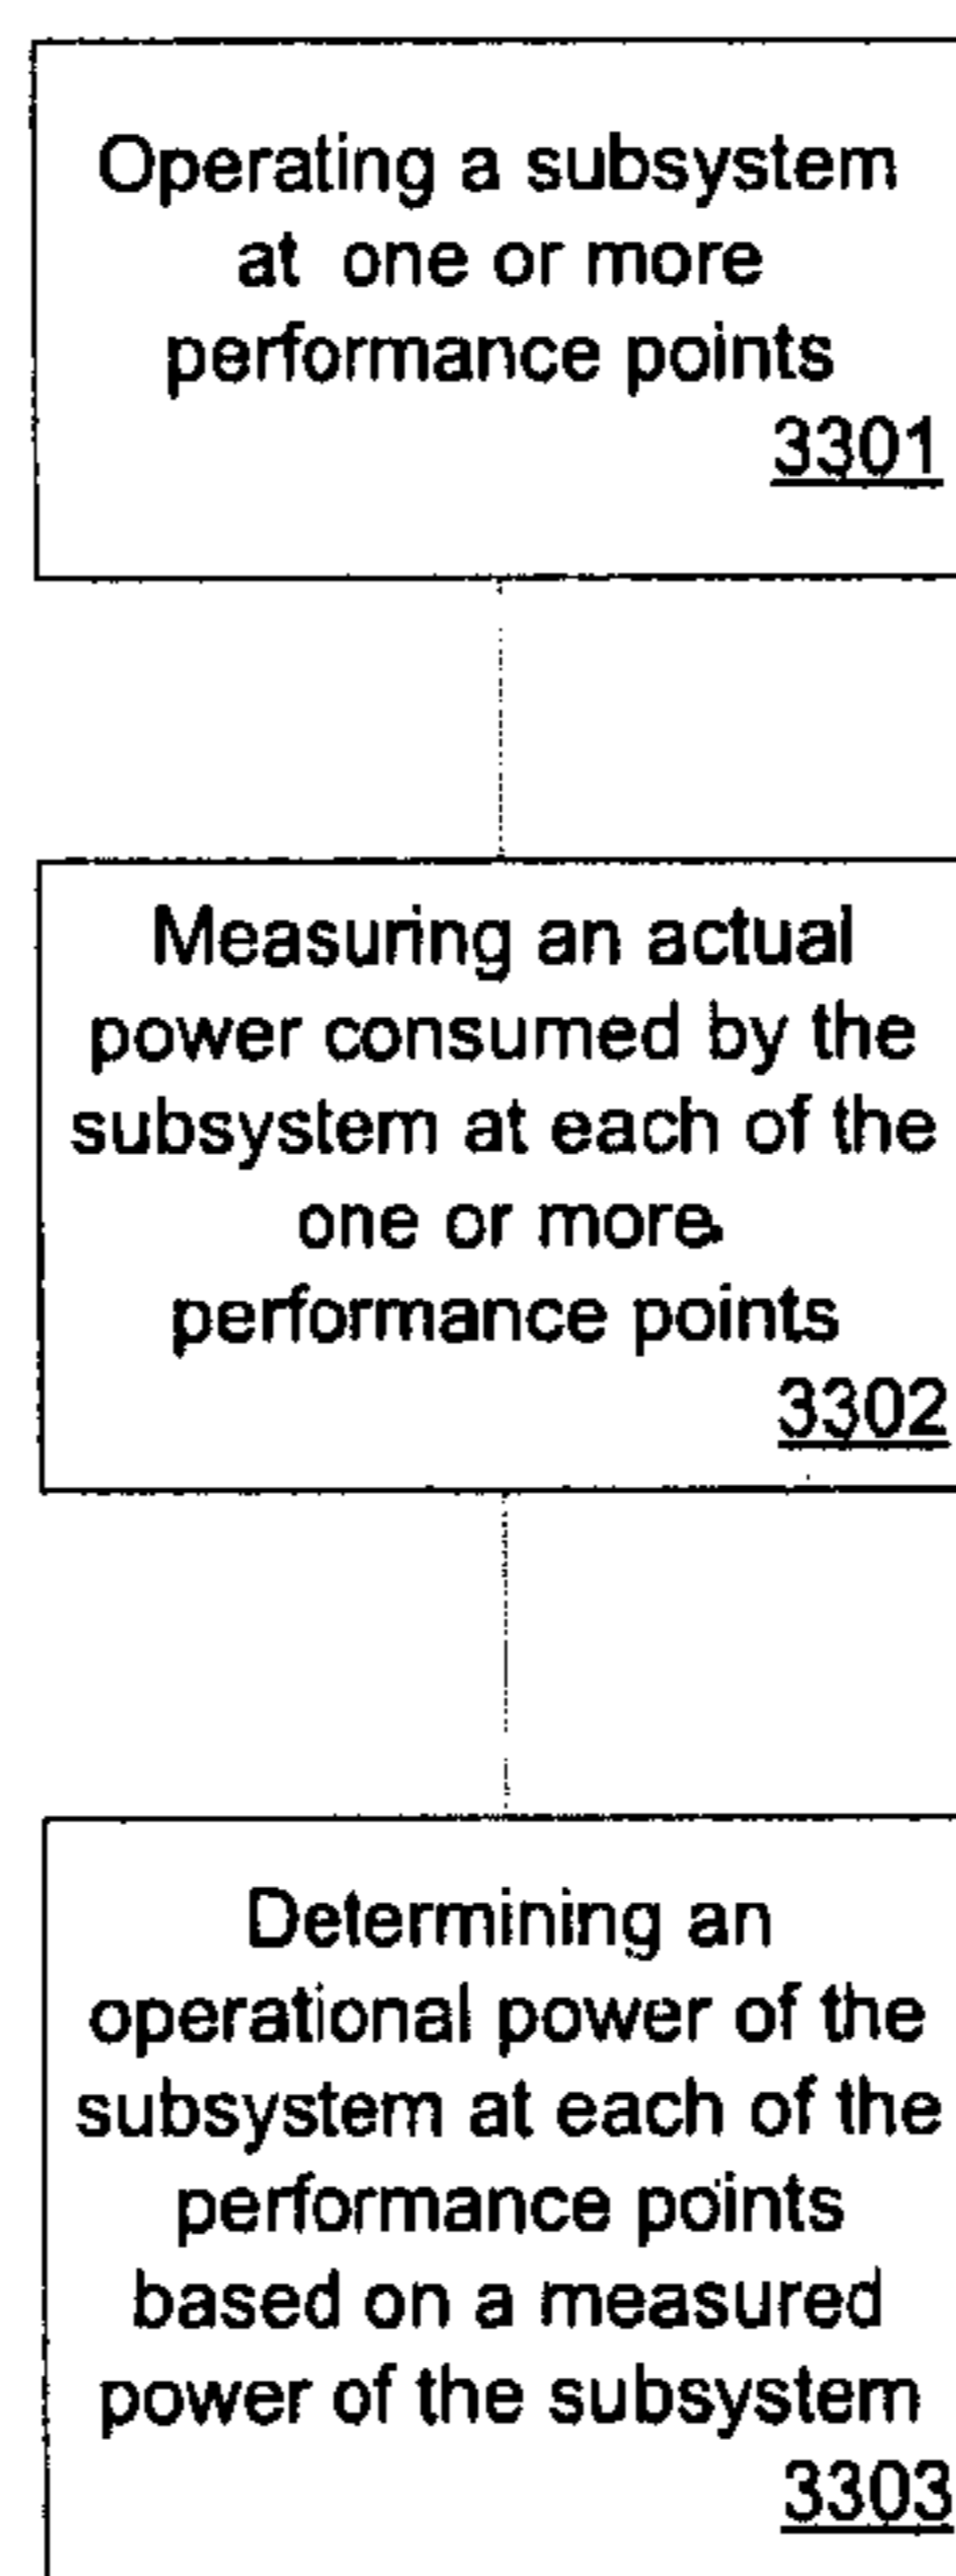 Operating a subsystem
at one or more
performance points
3301
Measuring an actual
power consumed by the
subsystem at each of the
one or more
performance points
3302
Determining an
operational power of the
subsystem at each of the
performance points
based on a measured
power of the subsystem
3303